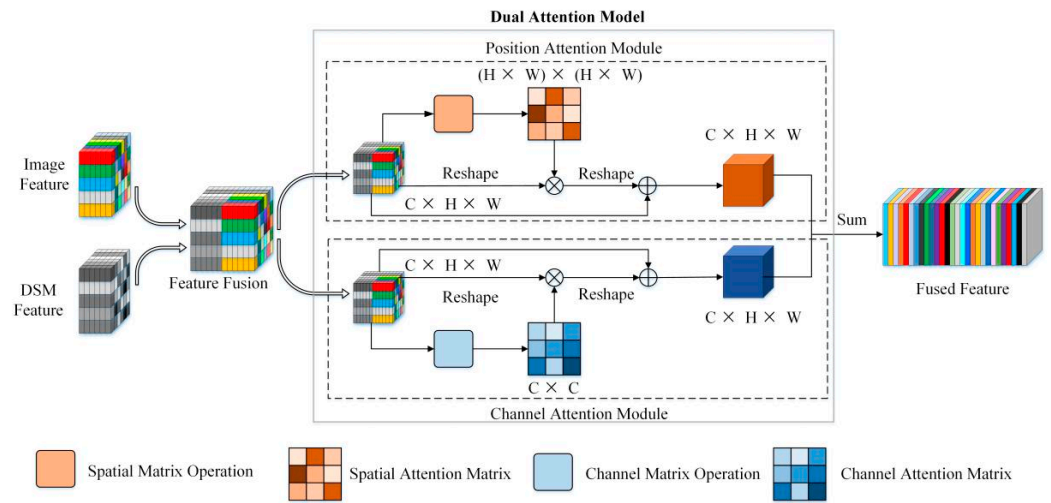 Dual Attention Model
Position Attention Module
(H × W) × (H × W)
C × H × W
Image
Feature
Reshape
Reshape
C × H × W
Sum
DSM
Feature
Feature Fusion
C × H × W
Reshape
Reshape
C × H × W
Fused Feature
C × C
Channel Attention Module
Spatial Matrix Operation
Spatial Attention Matrix
Channel Matrix Operation
Channel Attention Matrix